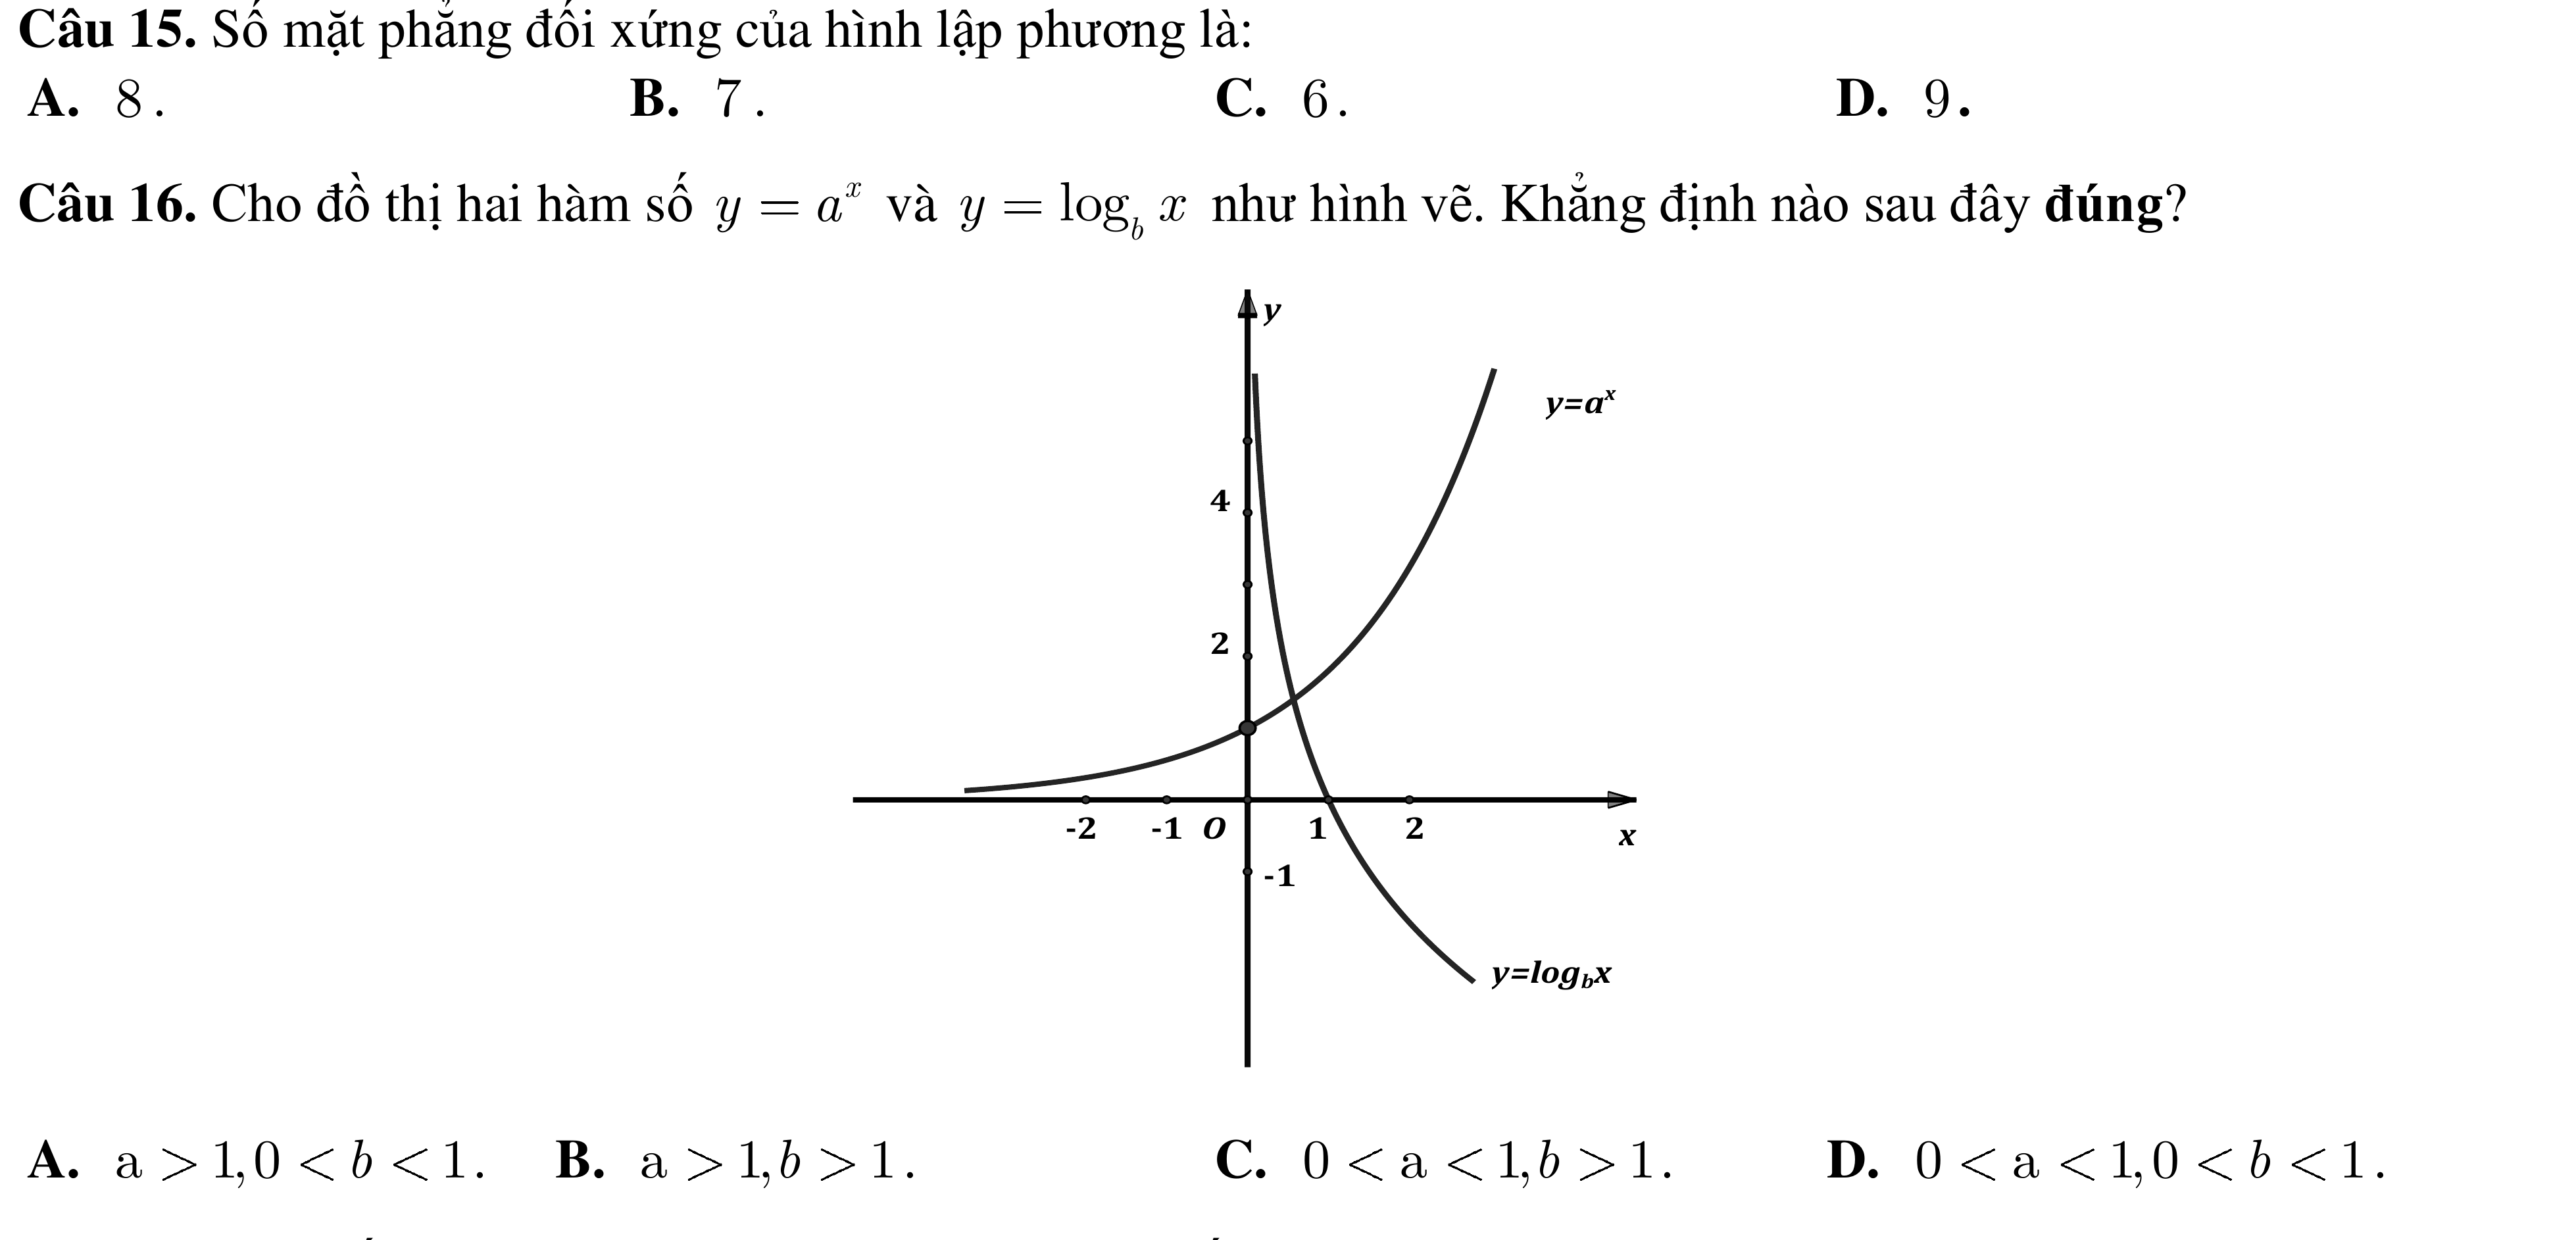 Câu 15. Số mặt phẳng đối xứng của hình lập phương là:
A. 8. B. 7. C. 6. D. 9.
Câu 16. Cho đồ thị hai hàm số y = a^x và y = log_b x như hình vẽ. Khẳng định nào sau đây đúng?
y
y=a^x
4
2
-2 -1 O 1 2
x
-1
y=log_b x
A. a > 1, 0 < b < 1. B. a > 1, b > 1. C. 0 < a < 1, b > 1. D. 0 < a < 1, 0 < b < 1.